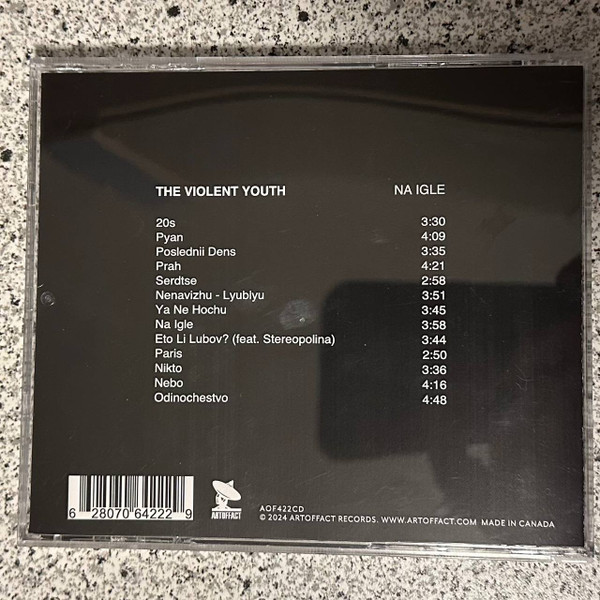 THE VIOLENT YOUTH NA IGLE
20s 3:30
Pyan 4:09
Poslednii Dens 3:35
Prah 4:21
Serdtse 2:58
Nenavizhu - Lyublyu 3:51
Ya Ne Hochu 3:45
Na Igle 3:58
Eto Li Lubov? (feat. Stereopolina) 3:44
Paris 2:50
Nikto 3:36
Nebo 4:16
Odinochestvo 4:48
6 28070 64222 9
ARTOFFACT
AOF422CD
© 2024 ARTOFFACT RECORDS. WWW.ARTOFFACT.COM MADE IN CANADA